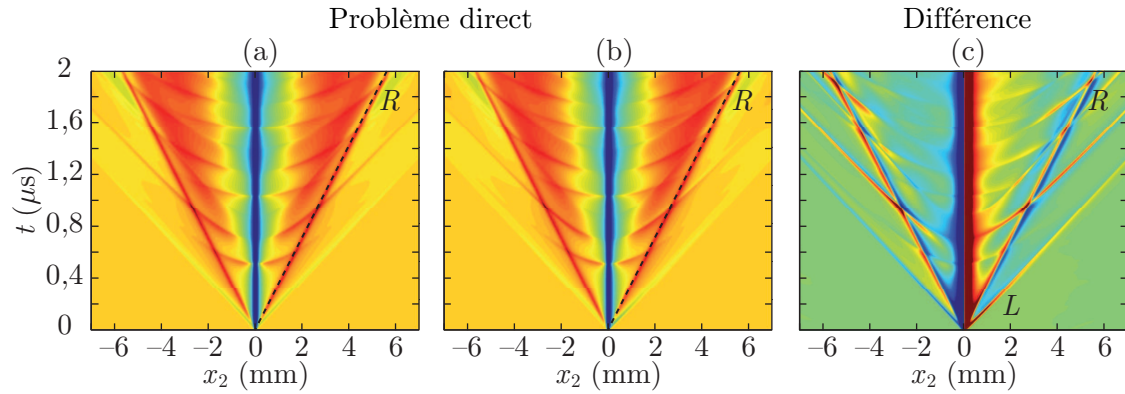 Problème direct
Différence
(a)
(b)
(c)
t (μs)
2
1,6
1,2
0,8
0,4
0
R
R
R
L
–6 –4 –2 0 2 4 6
–6 –4 –2 0 2 4 6
–6 –4 –2 0 2 4 6
x₂ (mm)
x₂ (mm)
x₂ (mm)